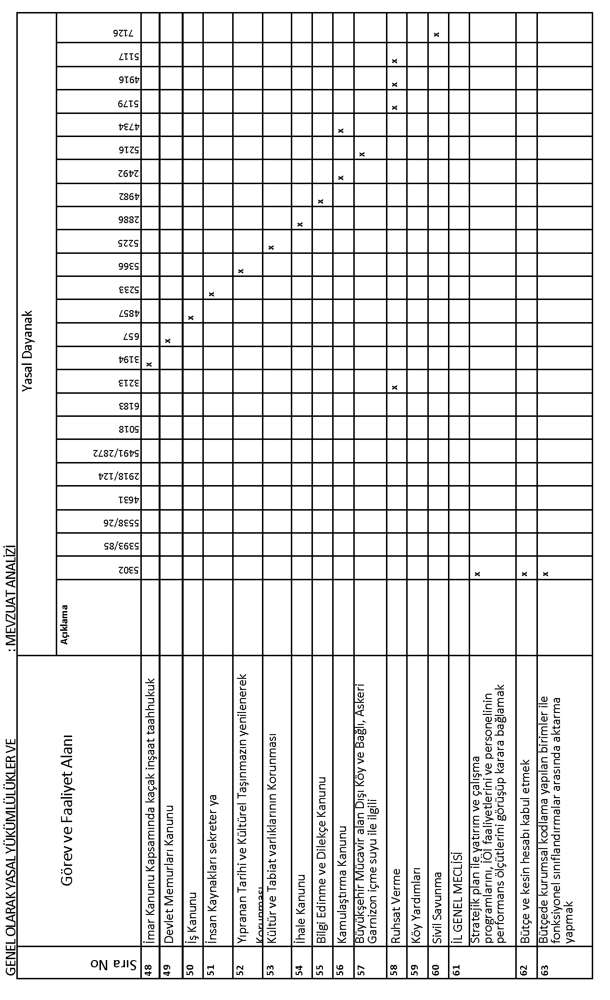 GENEL OLARAK YASAL YÜKÜMLÜLÜKLER VE : MEVZUAT ANALİZİ
Görev ve Faaliyet Alanı
Yasal Dayanak
Sıra No
Açıklama
5302
5393/85
5538/26
4631
2918/124
5491/2872
5018
6183
3213
3194
657
4857
5233
5366
5225
2886
4982
2492
5216
4734
5179
4916
5117
7126
48 İmar Kanunu Kapsamında kaçak inşaat taahhukuk x
49 Devlet Memurları Kanunu x
50 İş Kanunu x
51 İnsan Kaynakları sekreter ya x
52 Yıpranan Tarihi ve Kültürel Taşınmazın yenilenerek
Korunması x
53 Kültür ve Tabiat varlıklarının Korunması x
54 İhale Kanunu x
55 Bilgi Edinme ve Dilekçe Kanunu x
56 Kamulaştırma Kanunu x x
57 Büyükşehir Mücavir alan Dışı Köy ve Bağlı, Askeri
Garnizon içme suyu ile ilgili x
58 Ruhsat Verme x x x x
59 Köy Yardımları
60 Sivil Savunma x
61 İL GENEL MECLİSİ
Stratejik plan ile yatırım ve çalışma
programlarını, İÖİ faaliyetlerini ve personelinin
performans ölçütlerini görüşüp karara bağlamak x
62 Bütçe ve kesin hesabı kabul etmek x
63 Bütçede kurumsal kodlama yapılan birimler ile
fonksiyonel sınıflandırmalar arasında aktarma
yapmak x